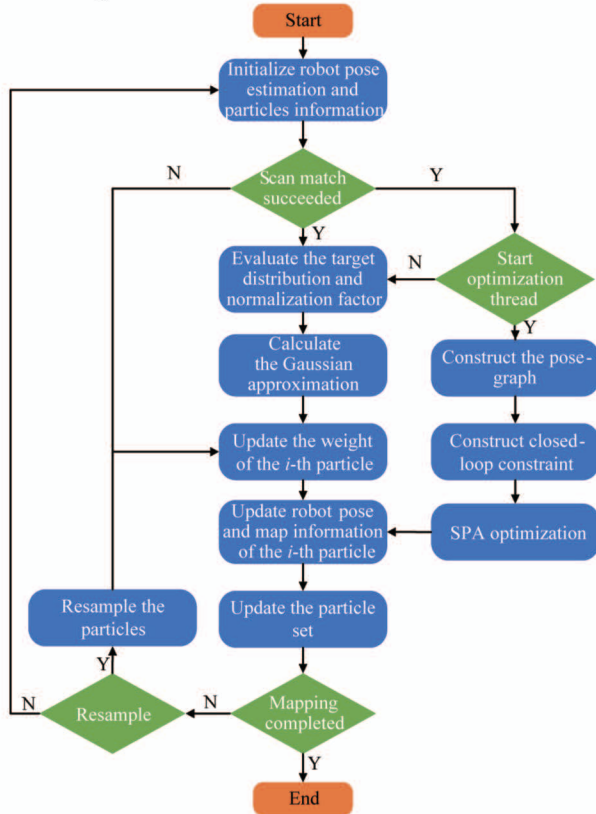 Start
Initialize robot pose
estimation and
particles information
N
Scan match
succeeded
Y
Y
Evaluate the target
distribution and
normalization factor
N
Start
optimization
thread
Y
Calculate
the Gaussian
approximation
Construct the pose-
graph
Update the weight
of the i-th particle
Construct closed-
loop constraint
Update robot pose
and map information
of the i-th particle
SPA optimization
Resample the
particles
Update the particle
set
Y
N
Resample
N
Mapping
completed
Y
End